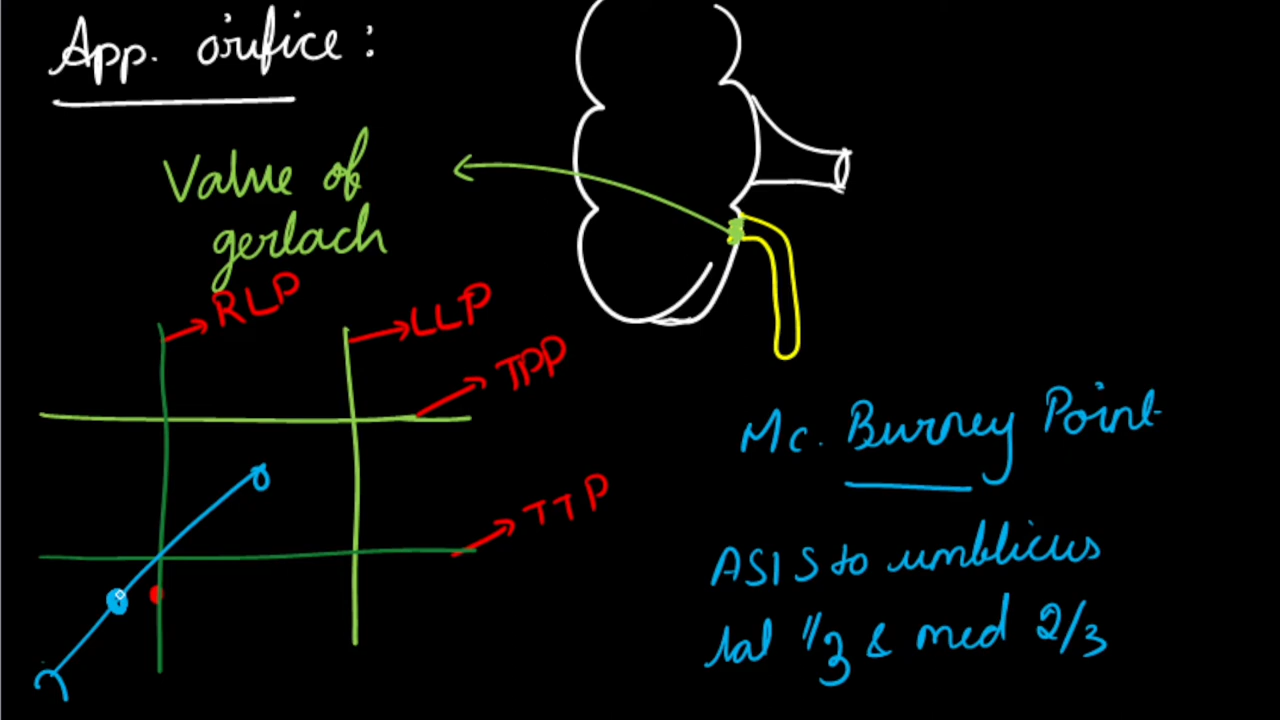 App. orifice :
Value of
gerlach
RLP
LLP
TPP
TTP
Mc. Burney Point
ASIS to umblicus
lat 1/3 & med 2/3